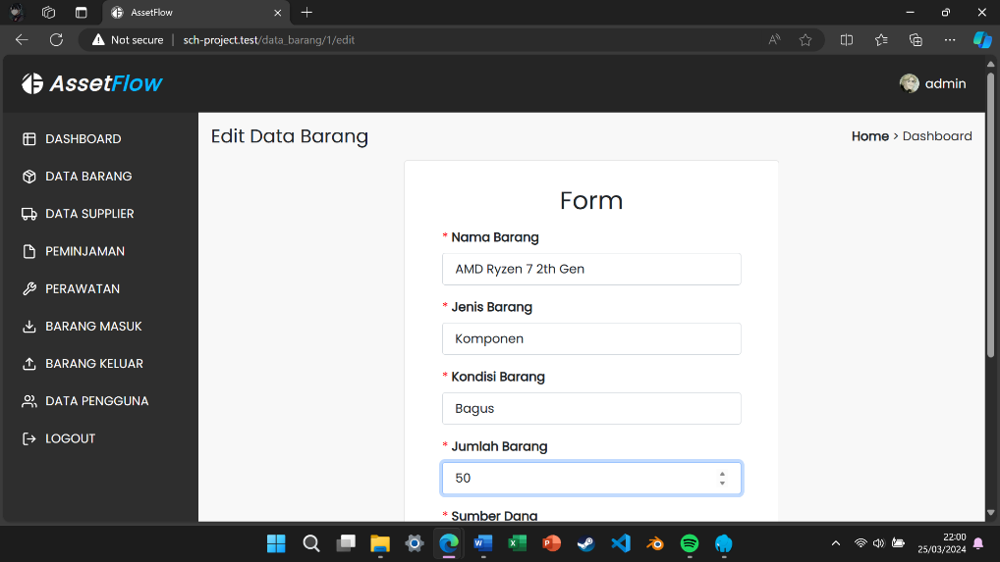 AssetFlow
Not secure
sch-project.test/data_barang/1/edit
AssetFlow
admin
DASHBOARD
DATA BARANG
DATA SUPPLIER
PEMINJAMAN
PERAWATAN
BARANG MASUK
BARANG KELUAR
DATA PENGGUNA
LOGOUT
Edit Data Barang
Home > Dashboard
Form
* Nama Barang
AMD Ryzen 7 2th Gen
* Jenis Barang
Komponen
* Kondisi Barang
Bagus
* Jumlah Barang
50
* Sumber Dana
22:00
25/03/2024